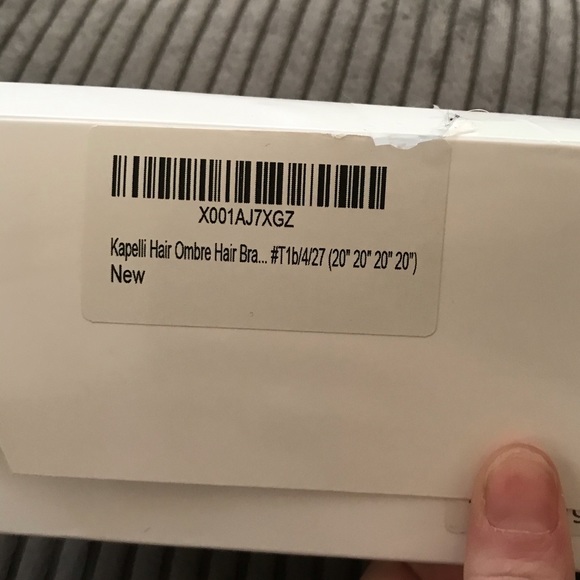 X001AJ7XGZ
Kapelli Hair Ombre Hair Bra... #T1b/4/27 (20" 20" 20" 20")
New